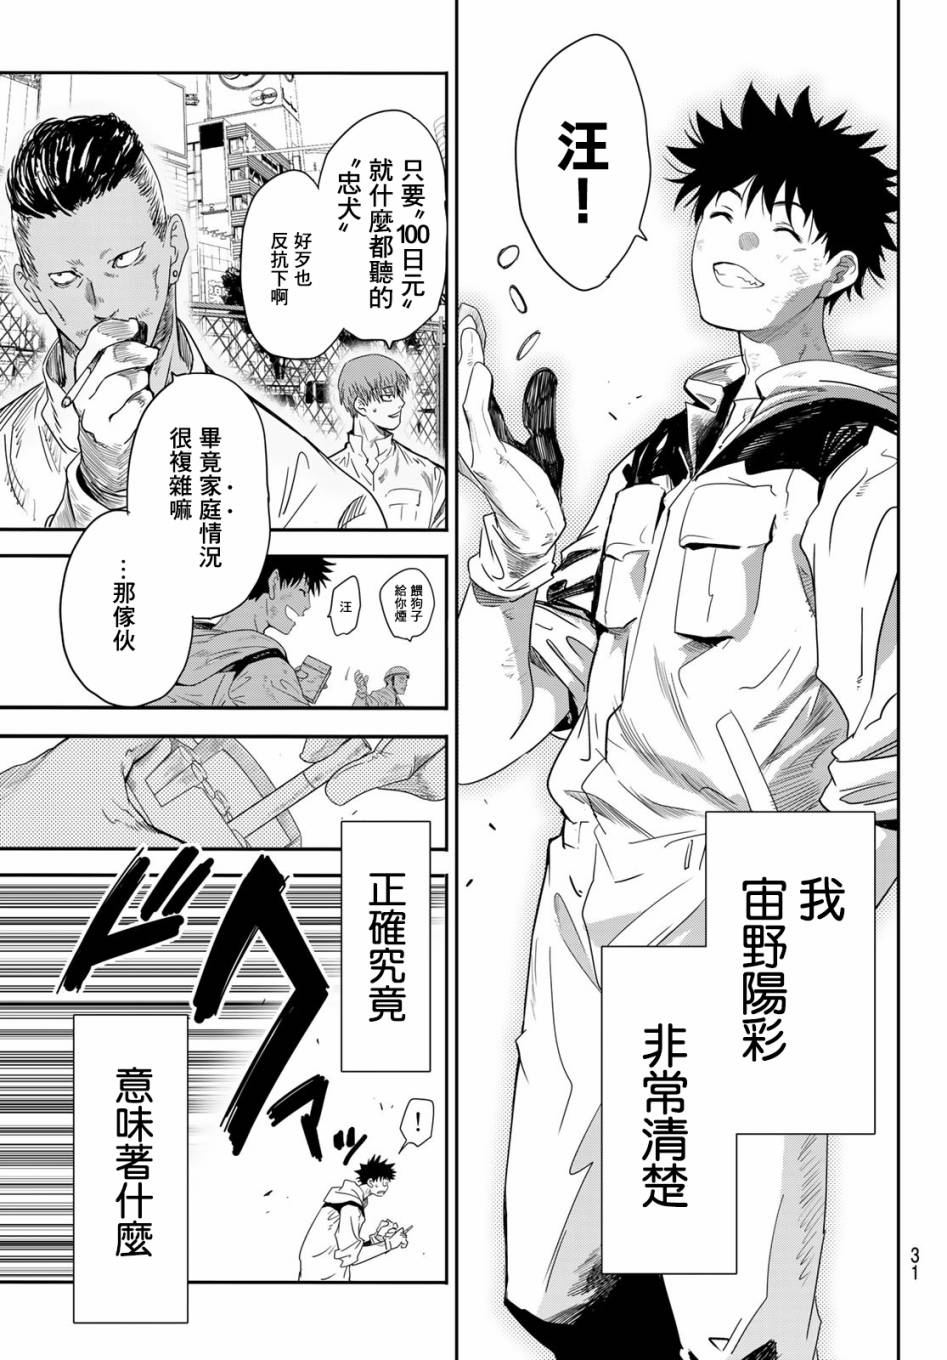 汪！
我
宙野陽彩
非常清楚
只要〝100日元〞
就什麼都聽的
〝忠犬〞
好歹也
反抗下啊
畢竟家庭情況
很複雜嘛
…那傢伙
餵狗子
給你煙
汪
正確究竟
ドグン
！
意味著什麼
31